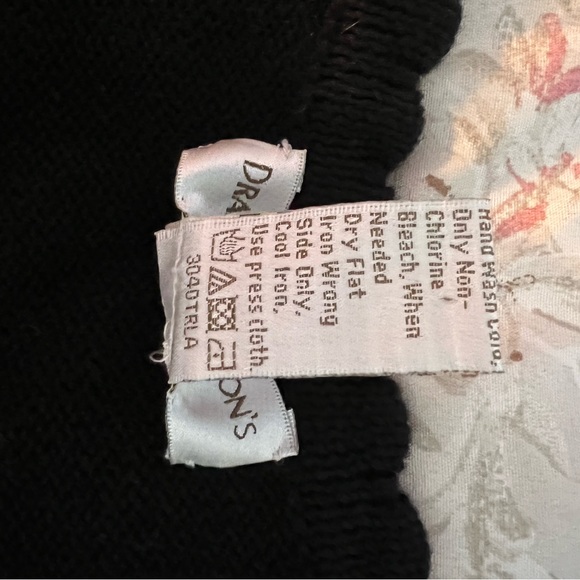 Hand Wash Cold.
Only Non-
Chlorine
Bleach, When
Needed
Dry Flat
Iron Wrong
Side Only,
Cool Iron,
Use press cloth
3040TRLA
DRA
ON'S